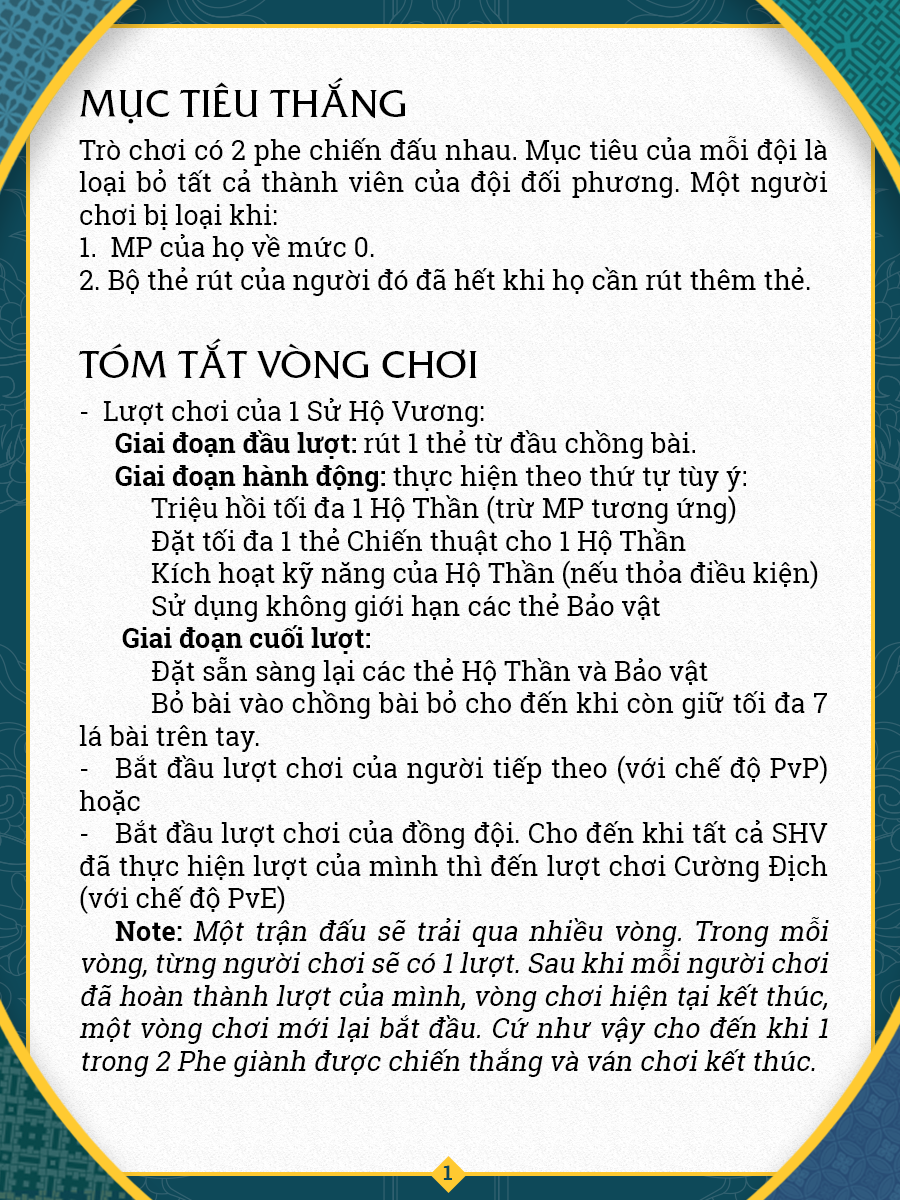 MỤC TIÊU THẮNG
Trò chơi có 2 phe chiến đấu nhau. Mục tiêu của mỗi đội là
loại bỏ tất cả thành viên của đội đối phương. Một người
chơi bị loại khi:
1. MP của họ về mức 0.
2. Bộ thẻ rút của người đó đã hết khi họ cần rút thêm thẻ.
TÓM TẮT VÒNG CHƠI
- Lượt chơi của 1 Sử Hộ Vương:
Giai đoạn đầu lượt: rút 1 thẻ từ đầu chồng bài.
Giai đoạn hành động: thực hiện theo thứ tự tùy ý:
Triệu hồi tối đa 1 Hộ Thần (trừ MP tương ứng)
Đặt tối đa 1 thẻ Chiến thuật cho 1 Hộ Thần
Kích hoạt kỹ năng của Hộ Thần (nếu thỏa điều kiện)
Sử dụng không giới hạn các thẻ Bảo vật
Giai đoạn cuối lượt:
Đặt sẵn sàng lại các thẻ Hộ Thần và Bảo vật
Bỏ bài vào chồng bài bỏ cho đến khi còn giữ tối đa 7
lá bài trên tay.
- Bắt đầu lượt chơi của người tiếp theo (với chế độ PvP)
hoặc
- Bắt đầu lượt chơi của đồng đội. Cho đến khi tất cả SHV
đã thực hiện lượt của mình thì đến lượt chơi Cường Địch
(với chế độ PvE)
Note: Một trận đấu sẽ trải qua nhiều vòng. Trong mỗi
vòng, từng người chơi sẽ có 1 lượt. Sau khi mỗi người chơi
đã hoàn thành lượt của mình, vòng chơi hiện tại kết thúc,
một vòng chơi mới lại bắt đầu. Cứ như vậy cho đến khi 1
trong 2 Phe giành được chiến thắng và ván chơi kết thúc.
1